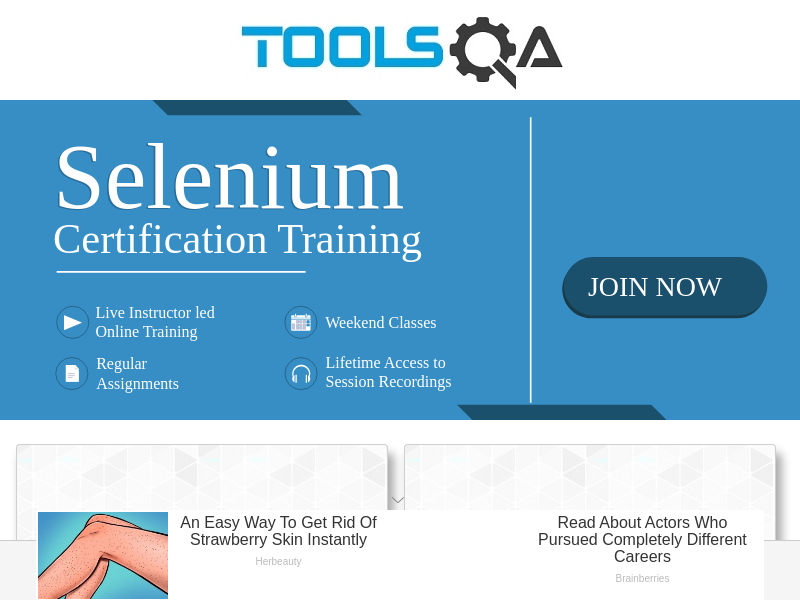 TOOLSQA
Selenium
Certification Training
JOIN NOW
Live Instructor led
Online Training
Weekend Classes
Regular
Assignments
Lifetime Access to
Session Recordings
An Easy Way To Get Rid Of
Strawberry Skin Instantly
Herbeauty
Read About Actors Who
Pursued Completely Different
Careers
Brainberries